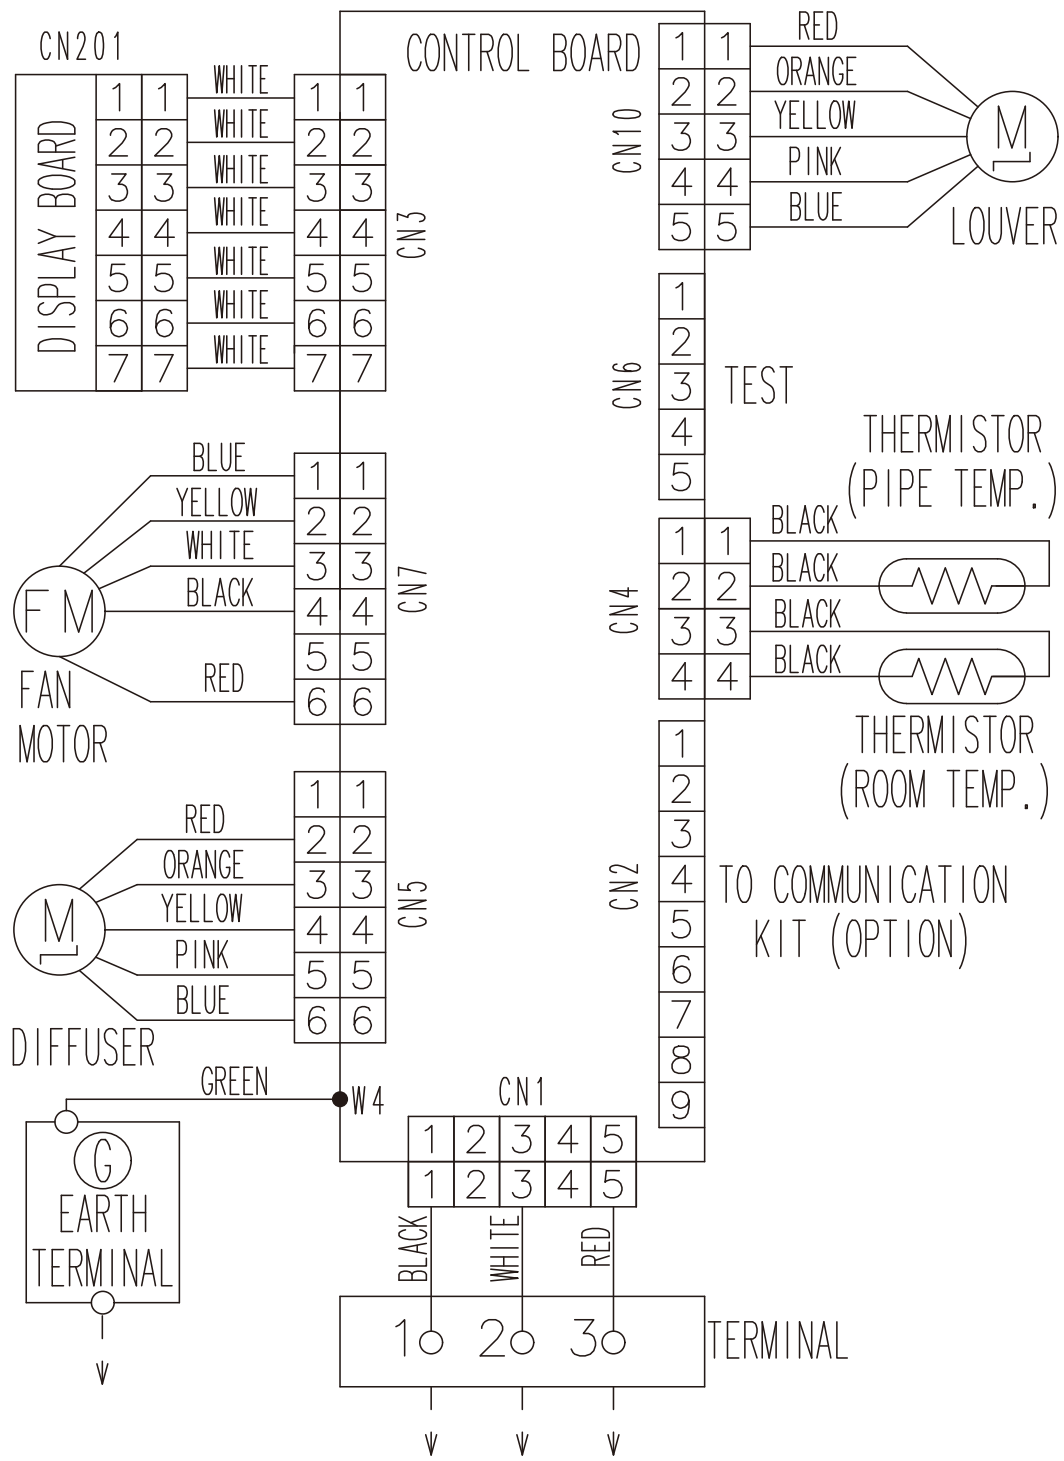 CN201
DISPLAY BOARD
1 1
2 2
3 3
4 4
5 5
6 6
7 7
WHITE
WHITE
WHITE
WHITE
WHITE
WHITE
WHITE
1 1
2 2
3 3
4 4
5 5
6 6
7 7
CN3
CONTROL BOARD
CN10
1 1
2 2
3 3
4 4
5 5
RED
ORANGE
YELLOW
PINK
BLUE
M
LOUVER
CN6
1
2
3
4
5
TEST
THERMISTOR
(PIPE TEMP.)
CN4
1 1
2 2
3 3
4 4
BLACK
BLACK
BLACK
BLACK
THERMISTOR
(ROOM TEMP.)
BLUE
YELLOW
WHITE
BLACK
RED
FM
FAN
MOTOR
1 1
2 2
3 3
4 4
5 5
6 6
CN7
CN2
1
2
3
4
5
6
7
8
9
TO COMMUNICATION
KIT (OPTION)
RED
ORANGE
YELLOW
PINK
BLUE
M
DIFFUSER
1 1
2 2
3 3
4 4
5 5
6 6
CN5
GREEN
W4
G
EARTH
TERMINAL
CN1
1 2 3 4 5
1 2 3 4 5
BLACK
WHITE
RED
1 2 3
TERMINAL